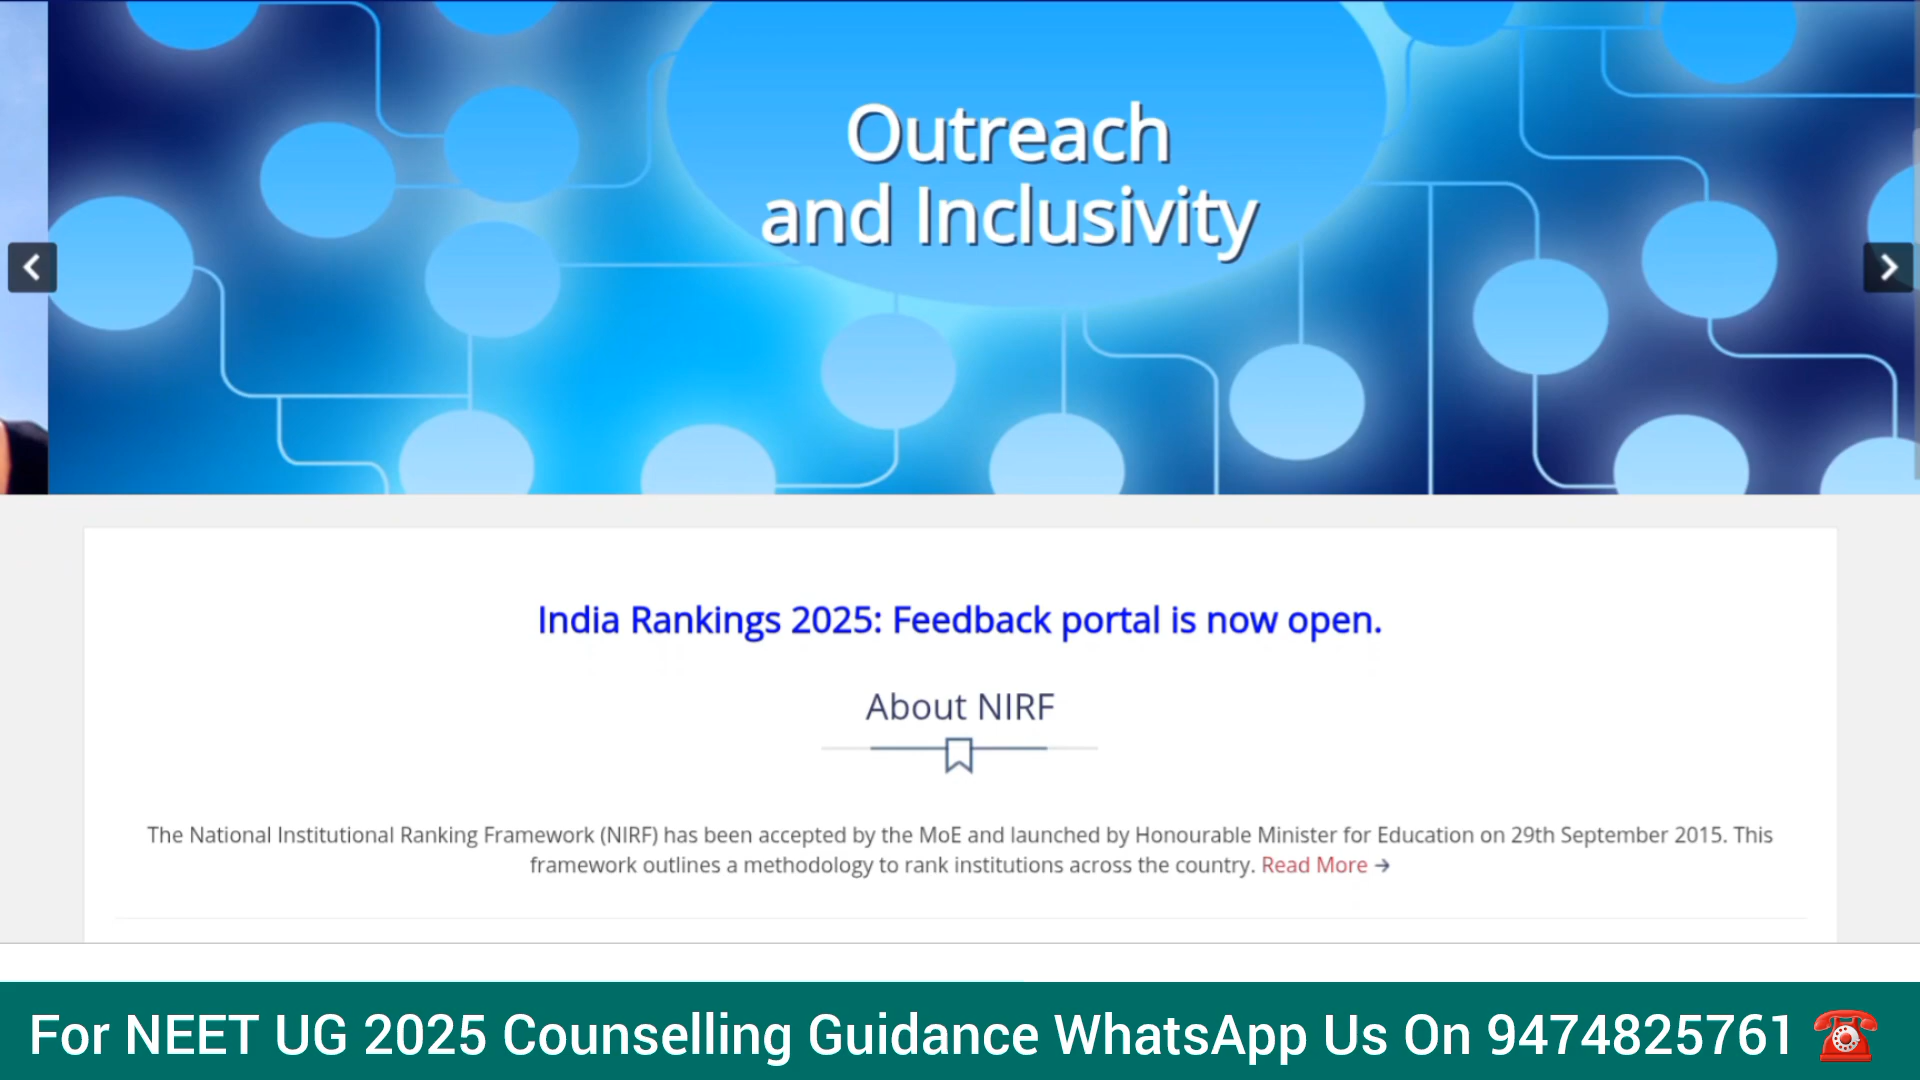 Outreach
and Inclusivity
India Rankings 2025: Feedback portal is now open.
About NIRF
The National Institutional Ranking Framework (NIRF) has been accepted by the MoE and launched by Honourable Minister for Education on 29th September 2015. This
framework outlines a methodology to rank institutions across the country. Read More →
For NEET UG 2025 Counselling Guidance WhatsApp Us On 9474825761 ☎️